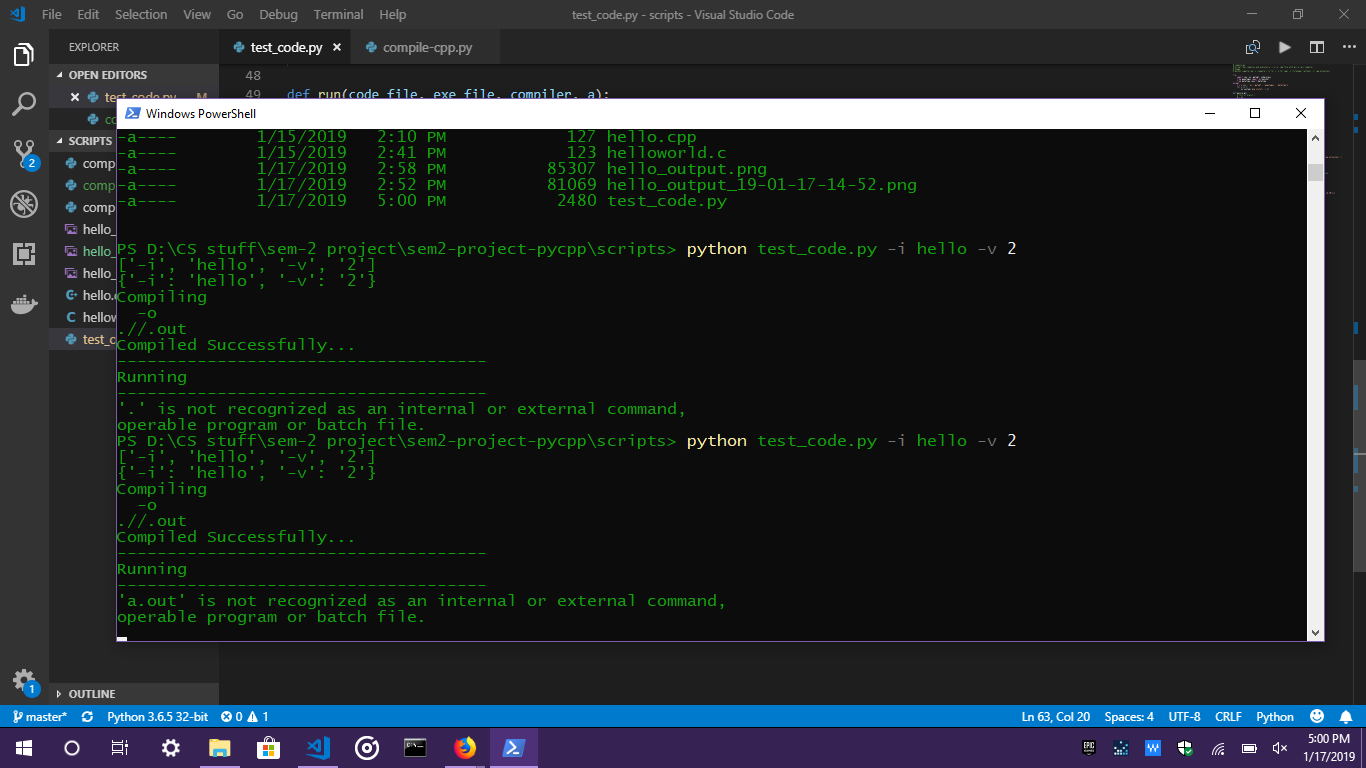 File Edit Selection View Go Debug Terminal Help test_code.py - scripts - Visual Studio Code
EXPLORER
test_code.py
compile-cpp.py
OPEN EDITORS
48
test_code.py M
49 def run(code_file, exe_file, compiler, a):
co
SCRIPTS
comp
comp
comp
hello_
hello_
hello_
hello.c
hellow
test_c
2
Windows PowerShell
-a---- 1/15/2019 2:10 PM 127 hello.cpp
-a---- 1/15/2019 2:41 PM 123 helloworld.c
-a---- 1/17/2019 2:58 PM 85307 hello_output.png
-a---- 1/17/2019 2:52 PM 81069 hello_output_19-01-17-14-52.png
-a---- 1/17/2019 5:00 PM 2480 test_code.py
PS D:\CS stuff\sem-2 project\sem2-project-pycpp\scripts> python test_code.py -i hello -v 2
['-i', 'hello', '-v', '2']
{'-i': 'hello', '-v': '2'}
Compiling
-o
.//.out
Compiled Successfully...
-------------------------------------
Running
-------------------------------------
'.' is not recognized as an internal or external command,
operable program or batch file.
PS D:\CS stuff\sem-2 project\sem2-project-pycpp\scripts> python test_code.py -i hello -v 2
['-i', 'hello', '-v', '2']
{'-i': 'hello', '-v': '2'}
Compiling
-o
.//.out
Compiled Successfully...
-------------------------------------
Running
-------------------------------------
'a.out' is not recognized as an internal or external command,
operable program or batch file.
1
OUTLINE
master* Python 3.6.5 32-bit 0 1 Ln 63, Col 20 Spaces: 4 UTF-8 CRLF Python
5:00 PM
1/17/2019